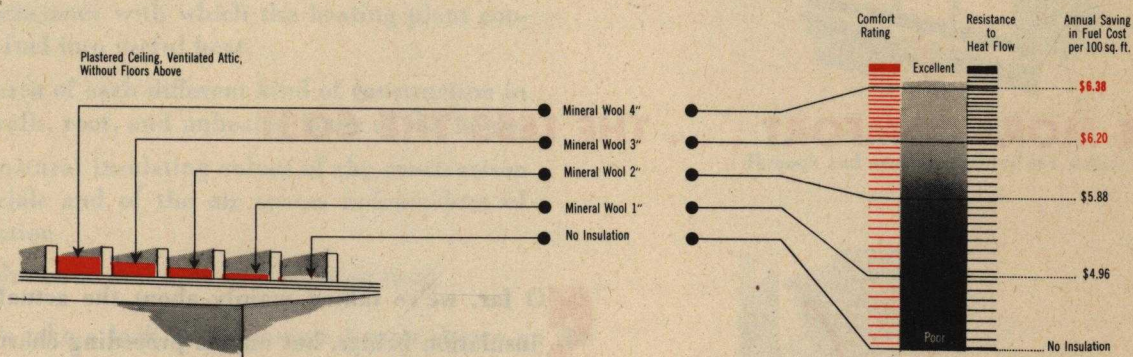 Plastered Ceiling, Ventilated Attic,
Without Floors Above
Mineral Wool 4"
Mineral Wool 3"
Mineral Wool 2"
Mineral Wool 1"
No Insulation
Comfort
Rating
Excellent
Poor
Resistance
to
Heat Flow
Annual Saving
in Fuel Cost
per 100 sq. ft.
$6.38
$6.20
$5.88
$4.96
No Insulation